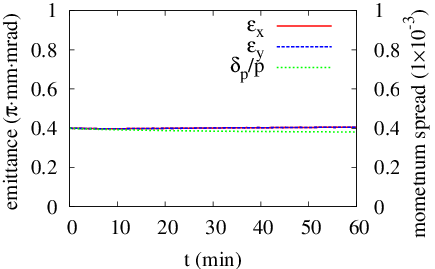 1 1
0.8 0.8
0.6 0.6
0.4 0.4
0.2 0.2
0 0
0 10 20 30 40 50 60
t (min)
emittance (π·mm·mrad)
mometnum spread (1×10-3)
εx
εy
δp/p